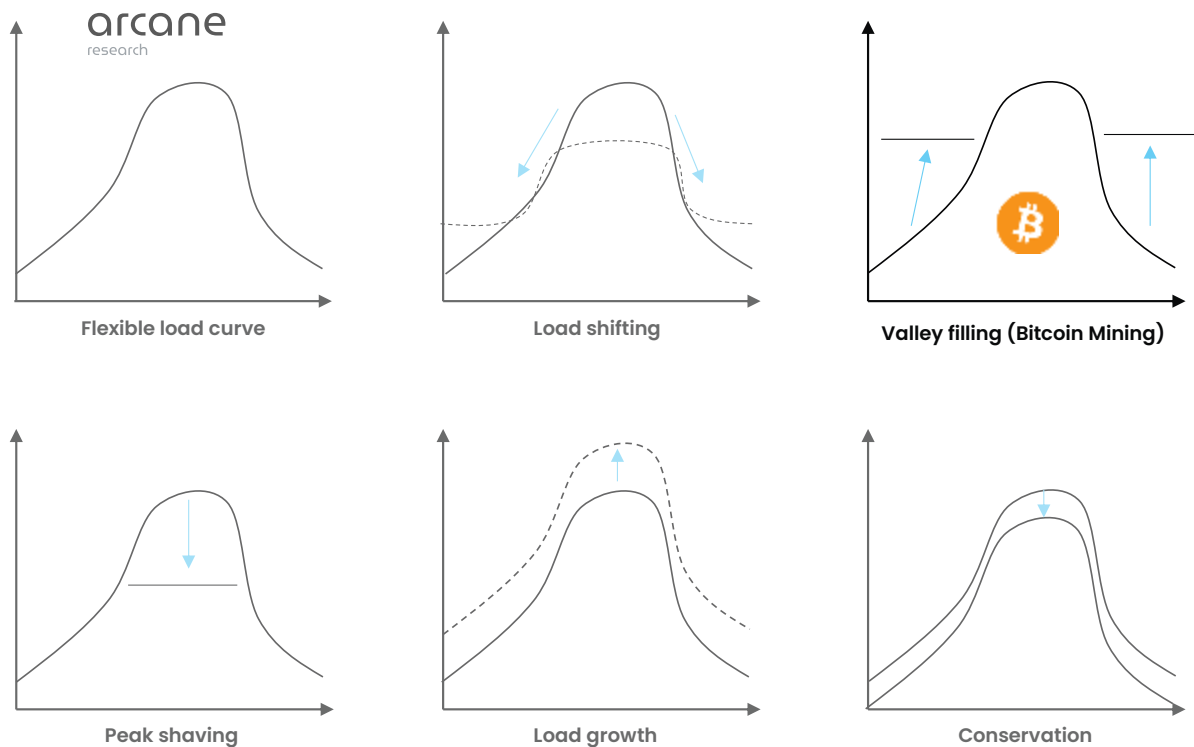 arcane
research
Flexible load curve
Load shifting
Valley filling (Bitcoin Mining)
Peak shaving
Load growth
Conservation